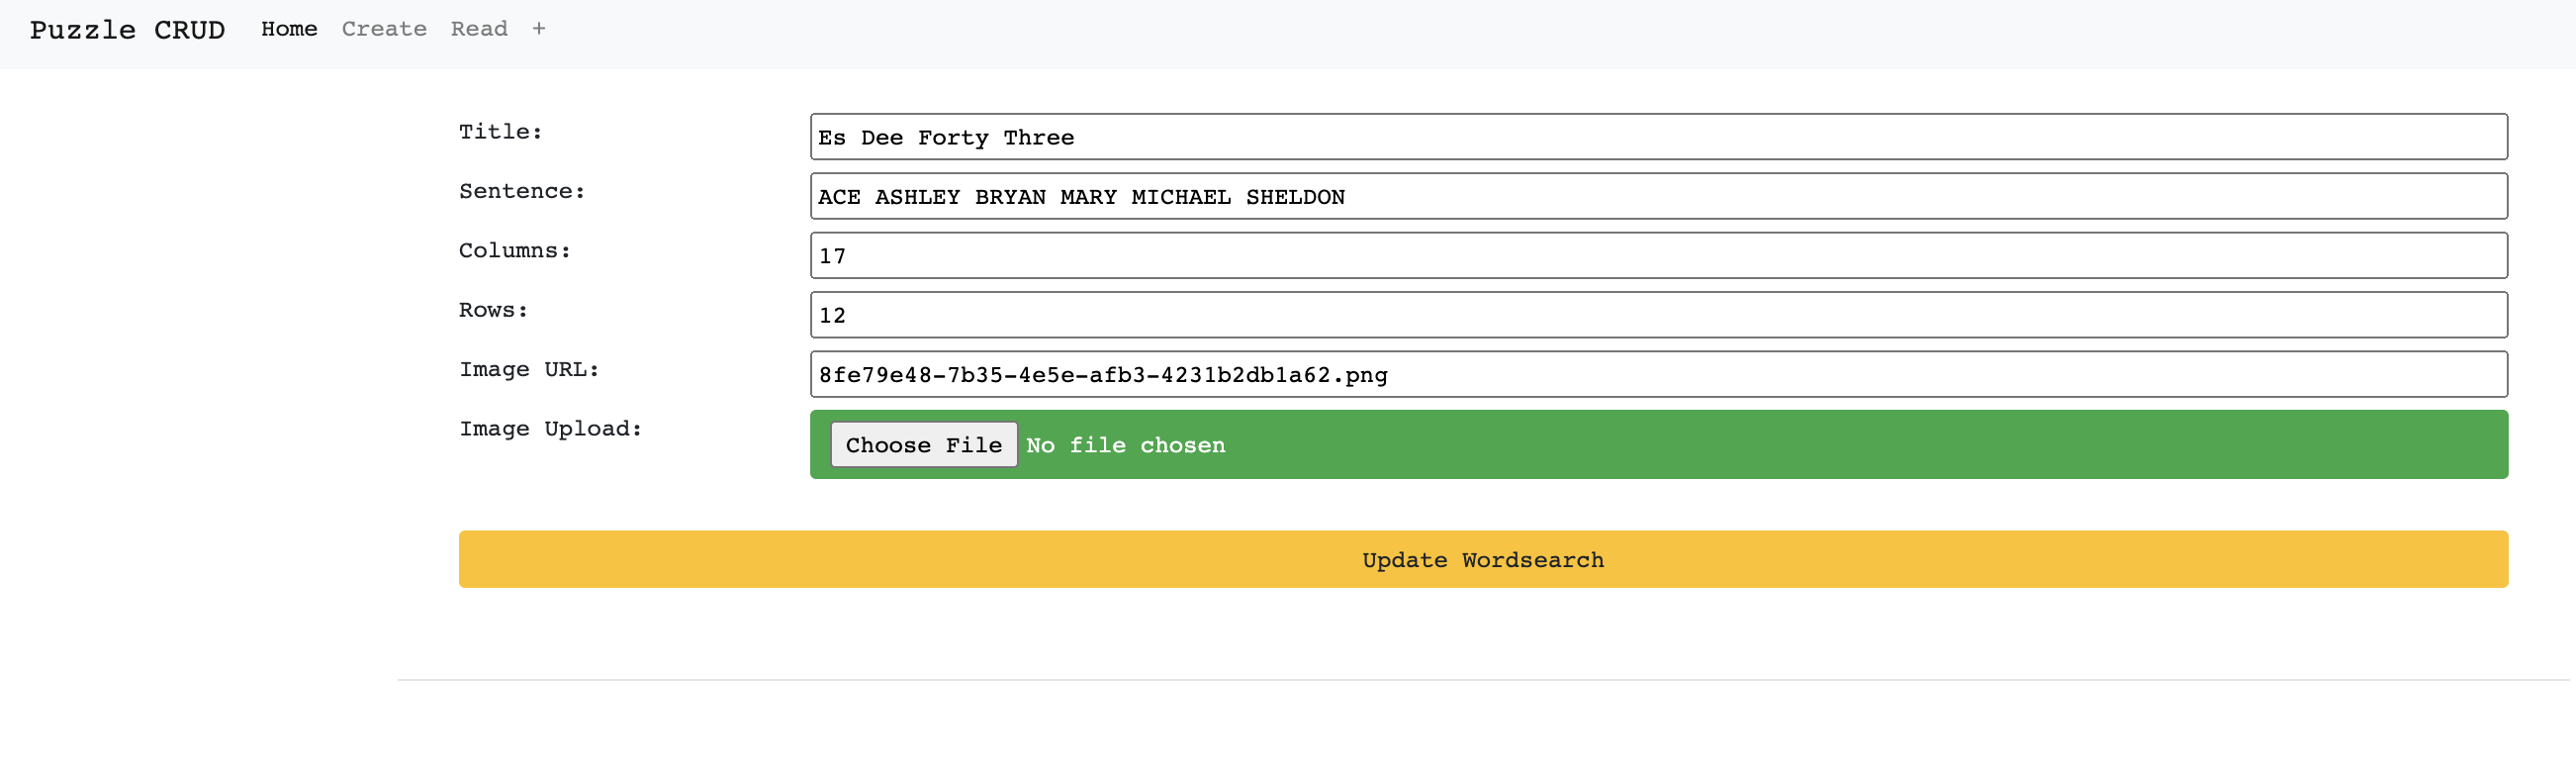 Puzzle CRUD Home Create Read +
Title: Es Dee Forty Three
Sentence: ACE ASHLEY BRYAN MARY MICHAEL SHELDON
Columns: 17
Rows: 12
Image URL: 8fe79e48-7b35-4e5e-afb3-4231b2db1a62.png
Image Upload: Choose File No file chosen
Update Wordsearch